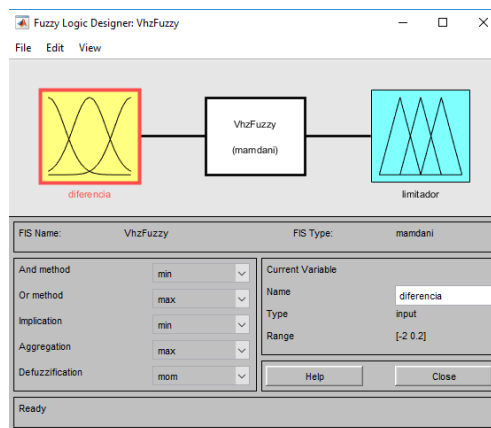 Fuzzy Logic Designer: VhzFuzzy
File Edit View
VhzFuzzy
(mamdani)
diferencia
limitador
FIS Name: VhzFuzzy FIS Type: mamdani
And method min
Or method max
Implication min
Aggregation max
Defuzzification mom
Current Variable
Name diferencia
Type input
Range [-2 0.2]
Help Close
Ready